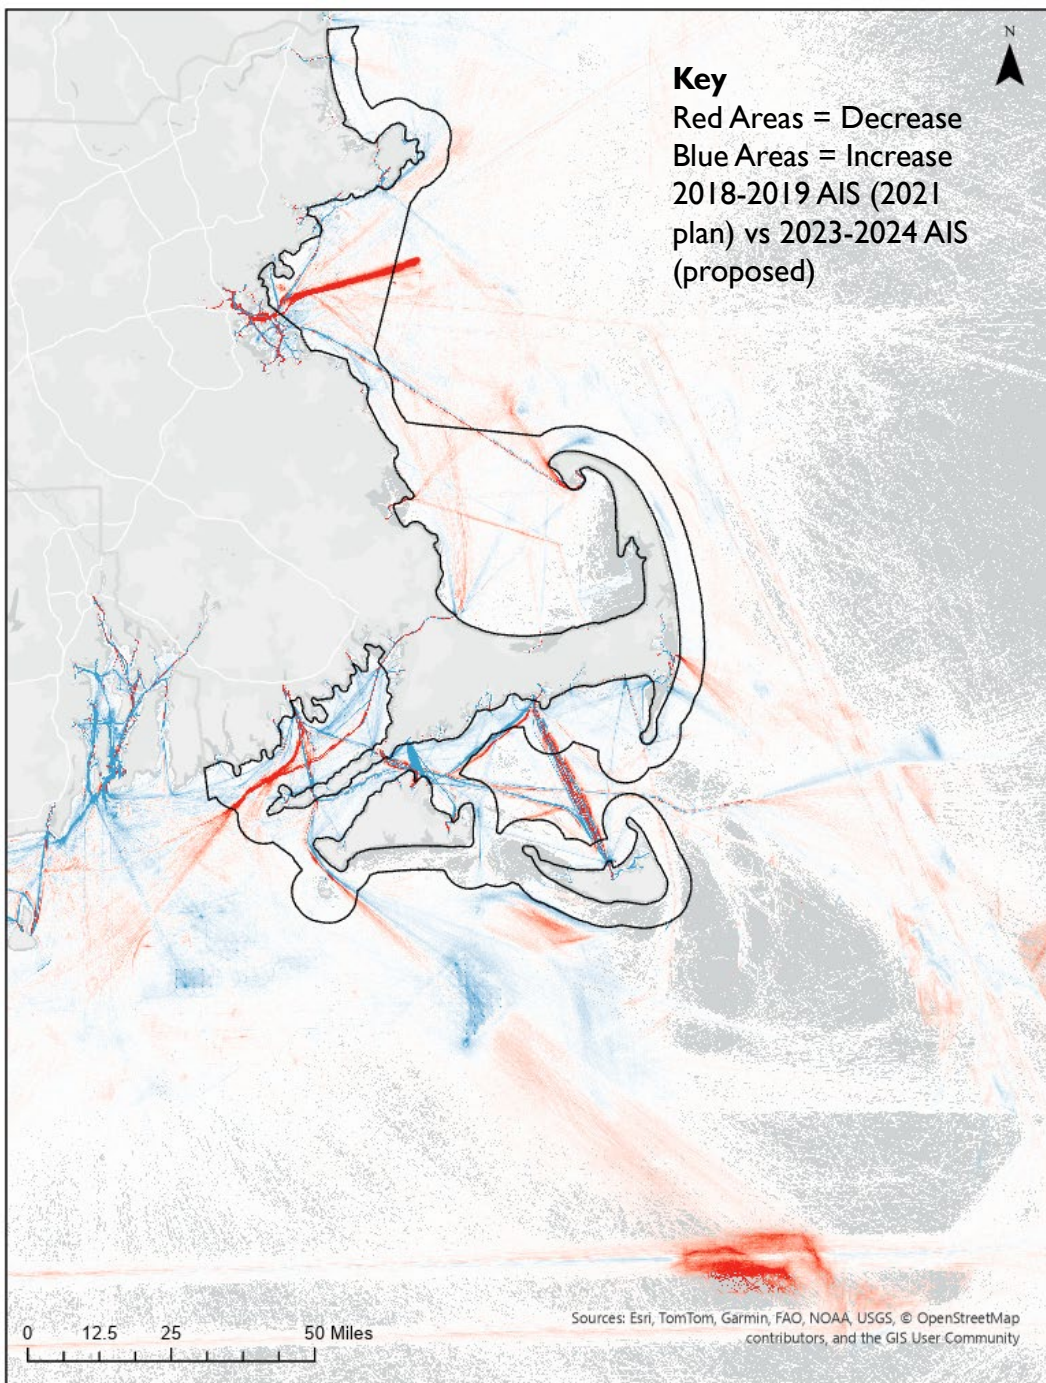 N
Key
Red Areas = Decrease
Blue Areas = Increase
2018-2019 AIS (2021
plan) vs 2023-2024 AIS
(proposed)
0 12.5 25 50 Miles
Sources: Esri, TomTom, Garmin, FAO, NOAA, USGS, © OpenStreetMap
contributors, and the GIS User Community